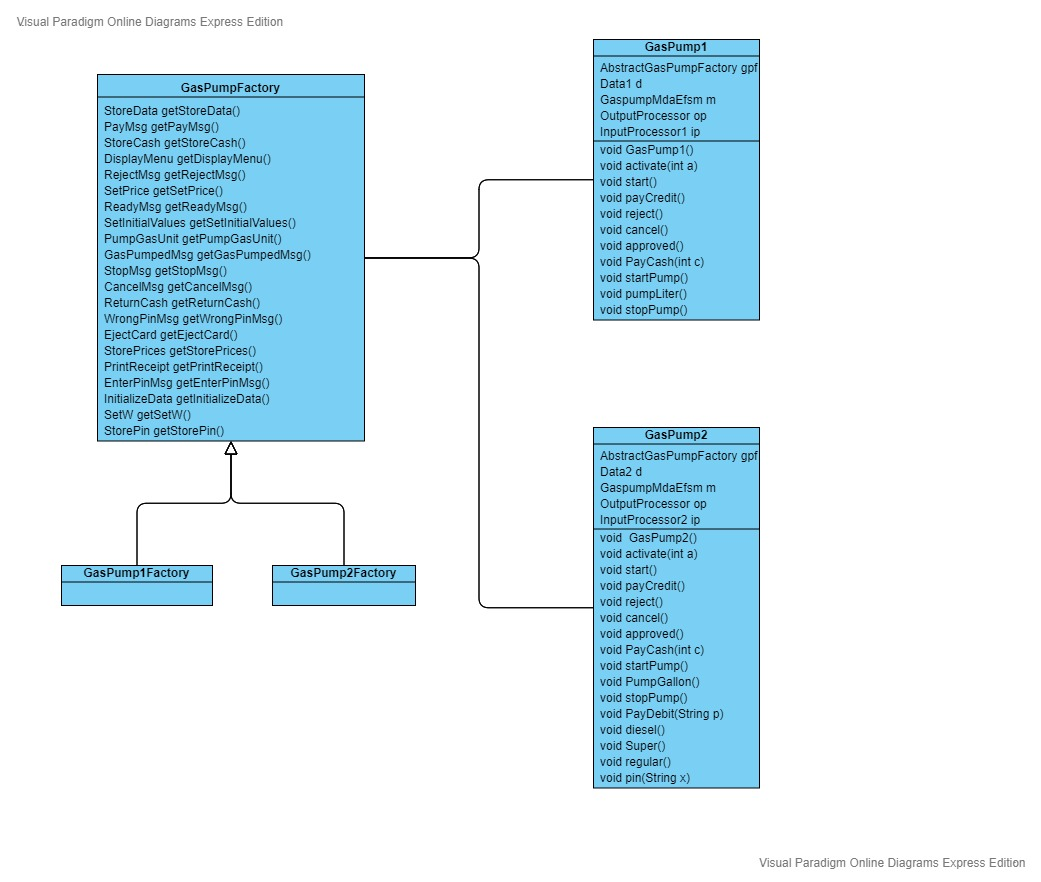 Visual Paradigm Online Diagrams Express Edition
GasPumpFactory
StoreData getStoreData()
PayMsg getPayMsg()
StoreCash getStoreCash()
DisplayMenu getDisplayMenu()
RejectMsg getRejectMsg()
SetPrice getSetPrice()
ReadyMsg getReadyMsg()
SetInitialValues getSetInitialValues()
PumpGasUnit getPumpGasUnit()
GasPumpedMsg getGasPumpedMsg()
StopMsg getStopMsg()
CancelMsg getCancelMsg()
ReturnCash getReturnCash()
WrongPinMsg getWrongPinMsg()
EjectCard getEjectCard()
StorePrices getStorePrices()
PrintReceipt getPrintReceipt()
EnterPinMsg getEnterPinMsg()
InitializeData getInitializeData()
SetW getSetW()
StorePin getStorePin()
GasPump1Factory
GasPump2Factory
GasPump1
AbstractGasPumpFactory gpf
Data1 d
GaspumpMdaEfsm m
OutputProcessor op
InputProcessor1 ip
void GasPump1()
void activate(int a)
void start()
void payCredit()
void reject()
void cancel()
void approved()
void PayCash(int c)
void startPump()
void pumpLiter()
void stopPump()
GasPump2
AbstractGasPumpFactory gpf
Data2 d
GaspumpMdaEfsm m
OutputProcessor op
InputProcessor2 ip
void  GasPump2()
void activate(int a)
void start()
void payCredit()
void reject()
void cancel()
void approved()
void PayCash(int c)
void startPump()
void PumpGallon()
void stopPump()
void PayDebit(String p)
void diesel()
void Super()
void regular()
void pin(String x)
Visual Paradigm Online Diagrams Express Edition